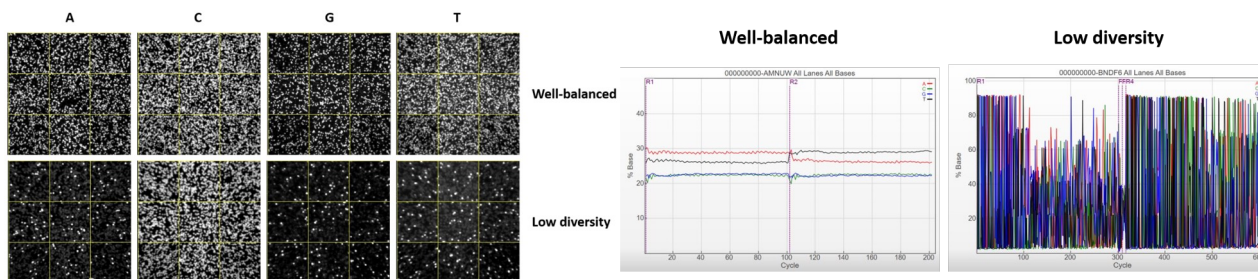 A C G T
Well-balanced
Low diversity
Well-balanced
000000000-AMNUW All Lanes All Bases
R1
R2
A
C
G
T
% Base
40
30
20
10
20 40 60 80 100 120 140 160 180 200
Cycle
Low diversity
000000000-BNDF6 All Lanes All Bases
R1
100
80
60
40
20
% Base
100 200 300 400 500
Cycle